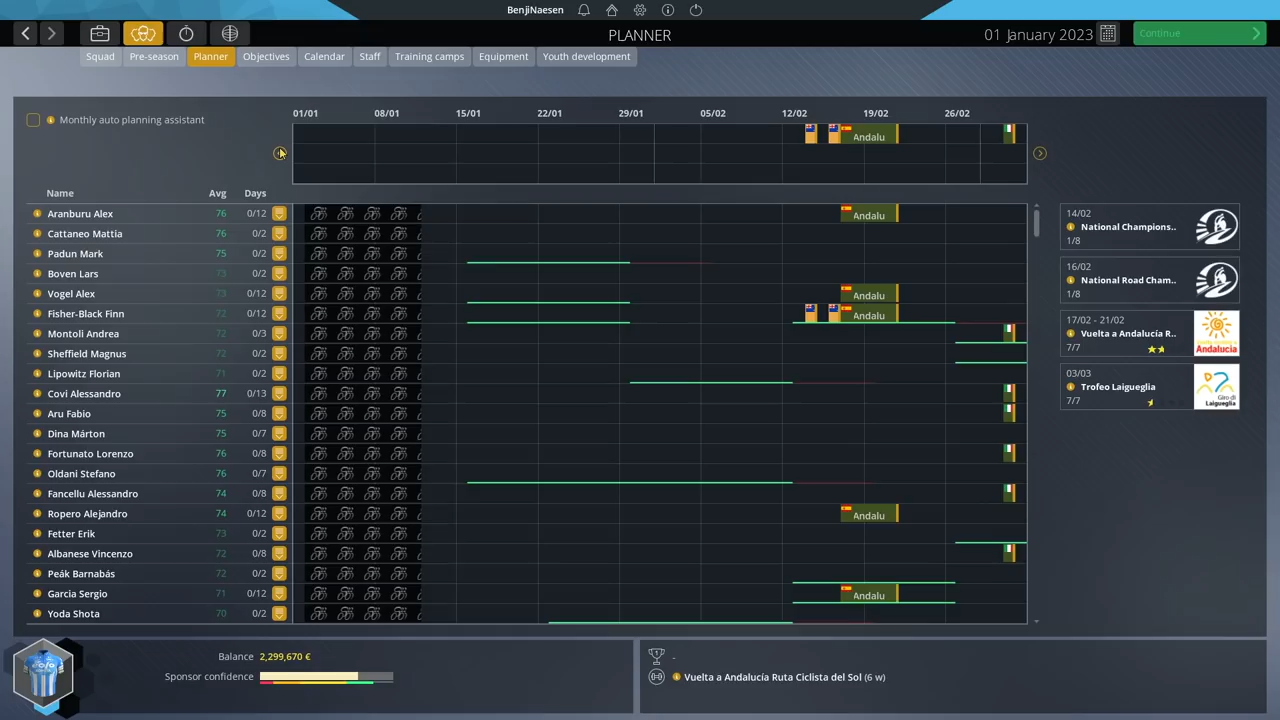 BenjiNaesen
PLANNER
01 January 2023
Continue
Squad Pre-season Planner Objectives Calendar Staff Training camps Equipment Youth development
Monthly auto planning assistant
01/01 08/01 15/01 22/01 29/01 05/02 12/02 19/02 26/02
Andalu
Name Avg Days
Aranburu Alex 76 0/12 Andalu
Cattaneo Mattia 76 0/2
Padun Mark 75 0/2
Boven Lars 73 0/2
Vogel Alex 73 0/12 Andalu
Fisher-Black Finn 72 0/12 Andalu
Montoli Andrea 72 0/3
Sheffield Magnus 72 0/2
Lipowitz Florian 71 0/2
Covi Alessandro 77 0/13
Aru Fabio 75 0/8
Dina Márton 75 0/7
Fortunato Lorenzo 76 0/8
Oldani Stefano 76 0/7
Fancellu Alessandro 74 0/8
Ropero Alejandro 74 0/12 Andalu
Fetter Erik 73 0/2
Albanese Vincenzo 72 0/8
Peák Barnabás 72 0/2
Garcia Sergio 71 0/12 Andalu
Yoda Shota 70 0/2
14/02
National Champions..
1/8
16/02
National Road Cham..
1/8
17/02 - 21/02
Vuelta a Andalucía R..
7/7
Andalucia
03/03
Trofeo Laigueglia
7/7
Giro di
Laigueglia
Balance 2,299,670 €
Sponsor confidence
-
Vuelta a Andalucía Ruta Ciclista del Sol (6 w)